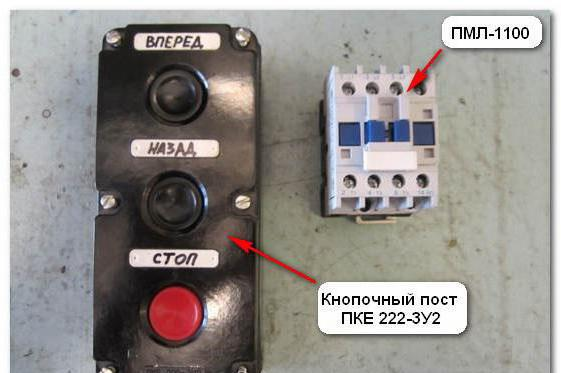 ВПЕРЕД
ПМЛ-1100
НАЗАД
СТОП
Кнопочный пост
ПКЕ 222-3У2